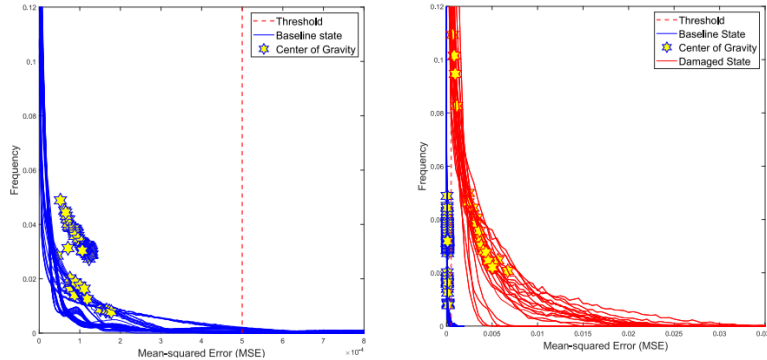 0.12
0.1
0.08
0.06
0.04
0.02
0
Frequency
0 1 2 3 4 5 6 7 8
×10⁻⁴
Mean-squared Error (MSE)
Threshold
Baseline state
Center of Gravity
0.12
0.1
0.08
0.06
0.04
0.02
0
Frequency
0 0.005 0.01 0.015 0.02 0.025 0.03
Mean-squared Error (MSE)
Threshold
Baseline State
Center of Gravity
Damaged State